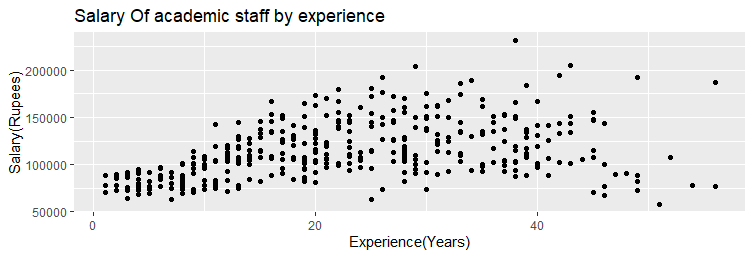 Salary Of academic staff by experience
Salary(Rupees)
200000
150000
100000
50000
0
20
40
Experience(Years)